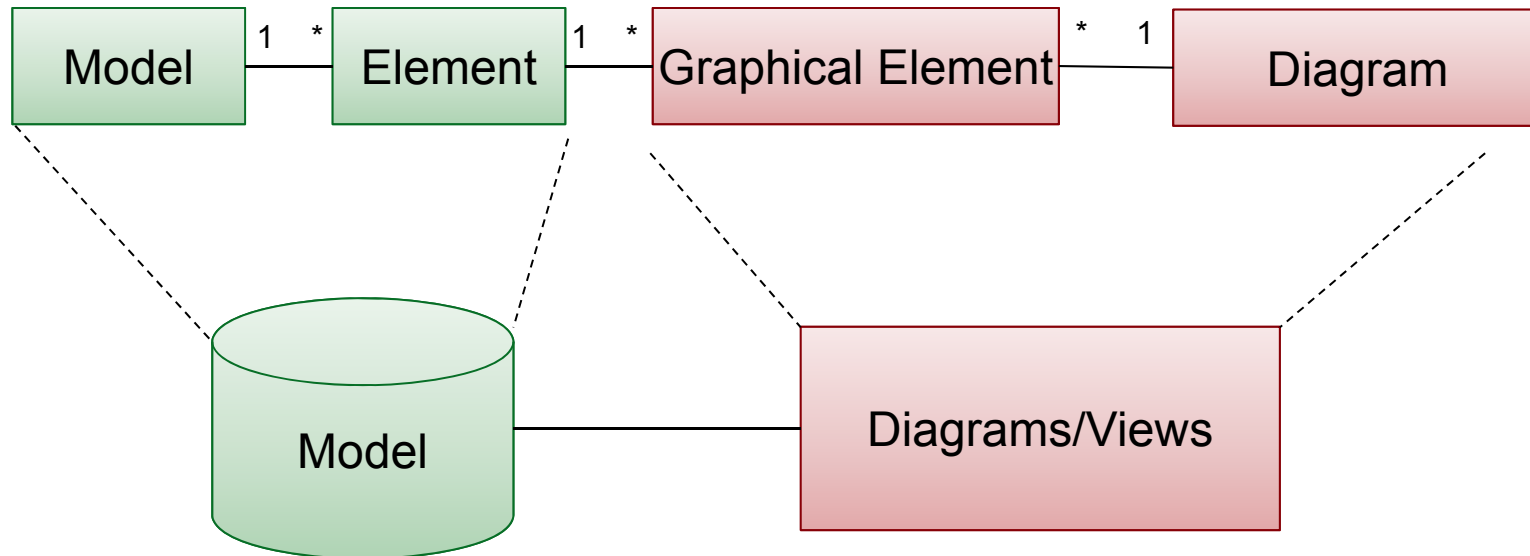 1 * 1 * * 1
Model Element Graphical Element Diagram
Model Diagrams/Views